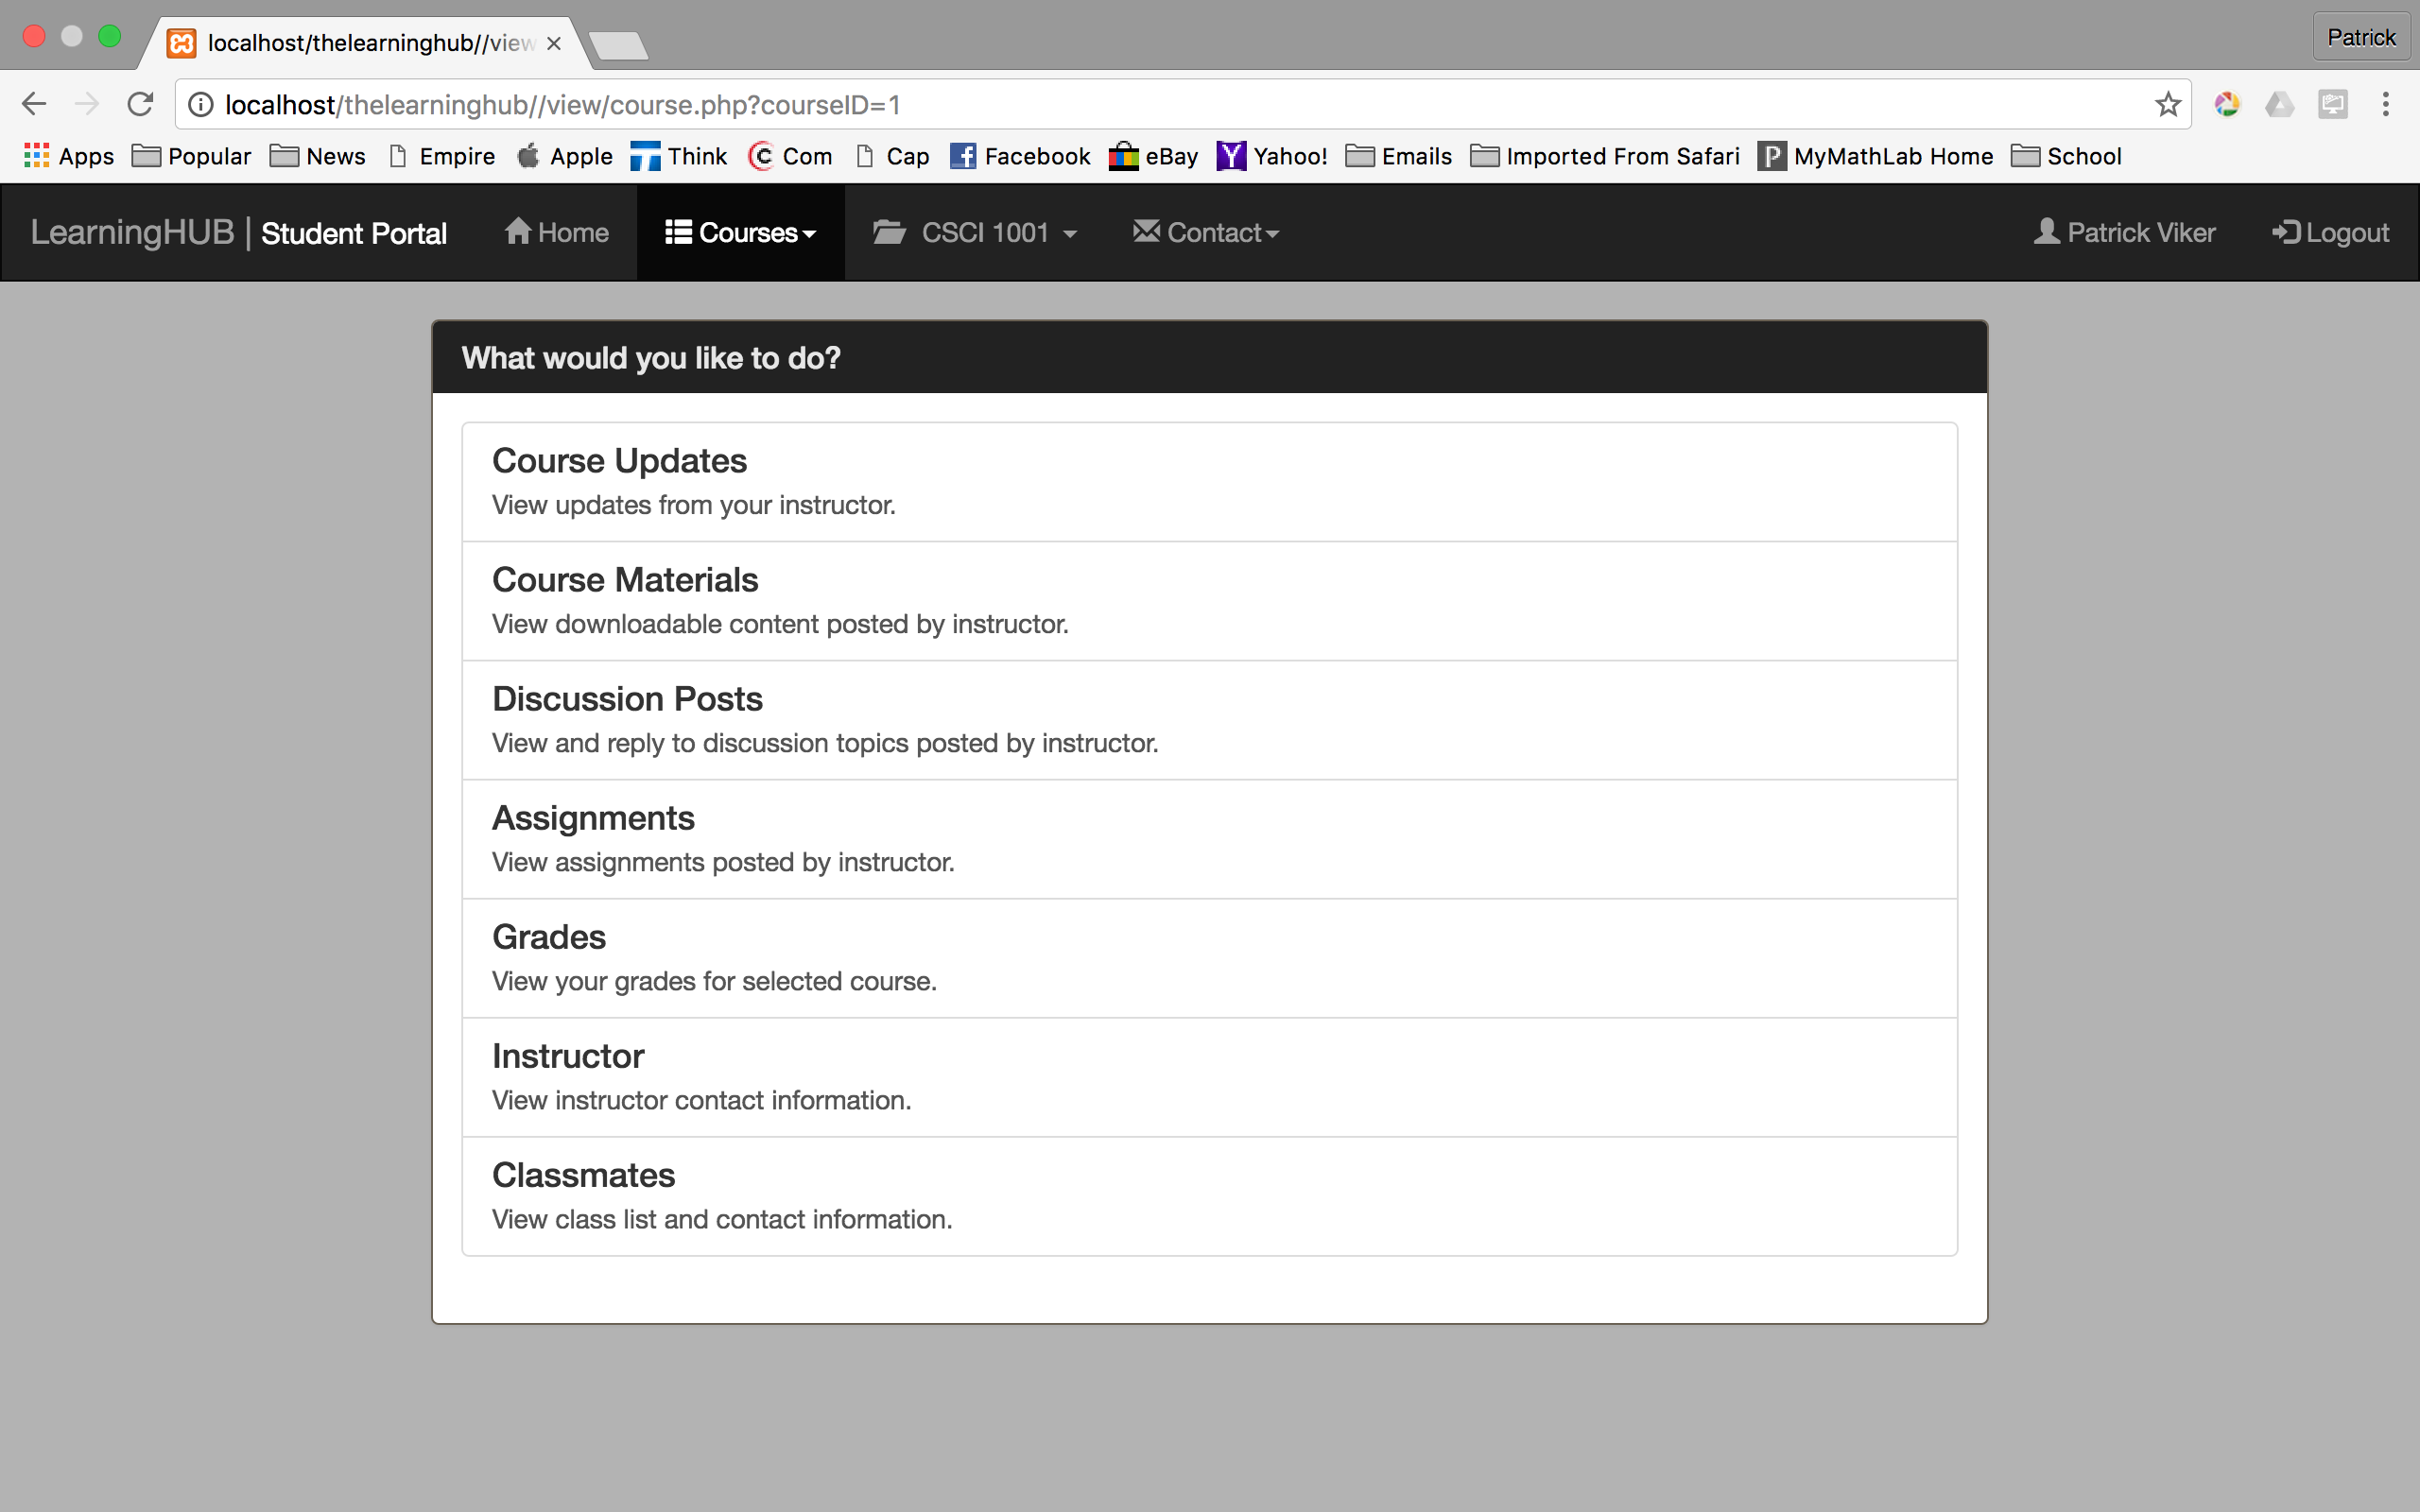 localhost/thelearninghub//view
Patrick
localhost/thelearninghub//view/course.php?courseID=1
Apps Popular News Empire Apple Think Com Cap Facebook eBay Yahoo! Emails Imported From Safari MyMathLab Home School
LearningHUB | Student Portal Home Courses CSCI 1001 Contact Patrick Viker Logout
What would you like to do?
Course Updates
View updates from your instructor.
Course Materials
View downloadable content posted by instructor.
Discussion Posts
View and reply to discussion topics posted by instructor.
Assignments
View assignments posted by instructor.
Grades
View your grades for selected course.
Instructor
View instructor contact information.
Classmates
View class list and contact information.